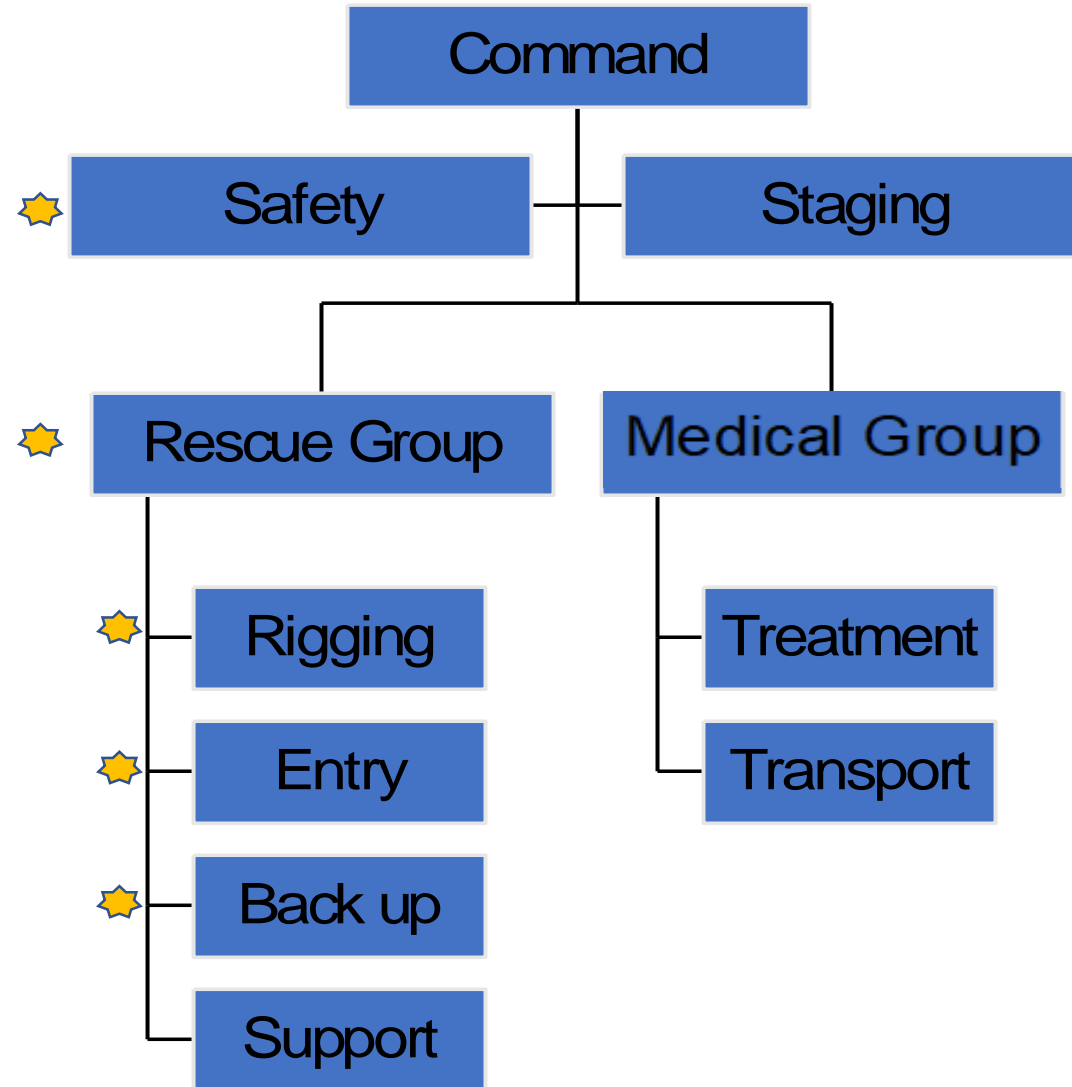 Command
Safety
Staging
Rescue Group
Medical Group
Rigging
Treatment
Entry
Transport
Back up
Support